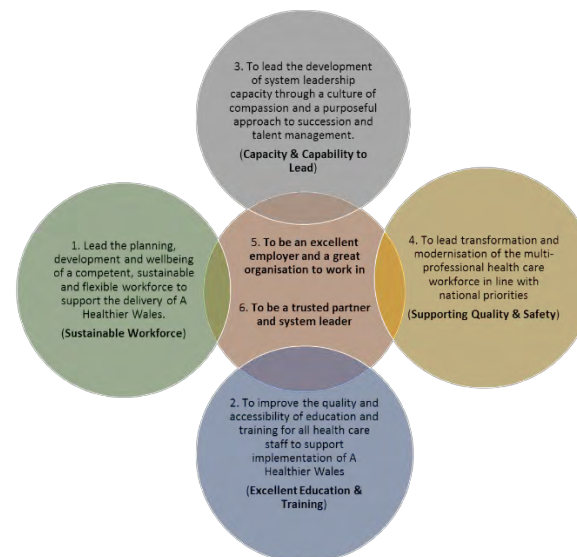 3. To lead the development
of system leadership
capacity through a culture of
compassion and a purposeful
approach to succession and
talent management.
(Capacity & Capability to
Lead)
1. Lead the planning,
development and wellbeing
of a competent, sustainable
and flexible workforce to
support the delivery of A
Healthier Wales.
(Sustainable Workforce)
5. To be an excellent
employer and a great
organisation to work in
6. To be a trusted partner
and system leader
4. To lead transformation and
modernisation of the multi-
professional health care
workforce in line with
national priorities
(Supporting Quality & Safety)
2. To improve the quality and
accessibility of education and
training for all health care
staff to support
implementation of A
Healthier Wales
(Excellent Education &
Training)